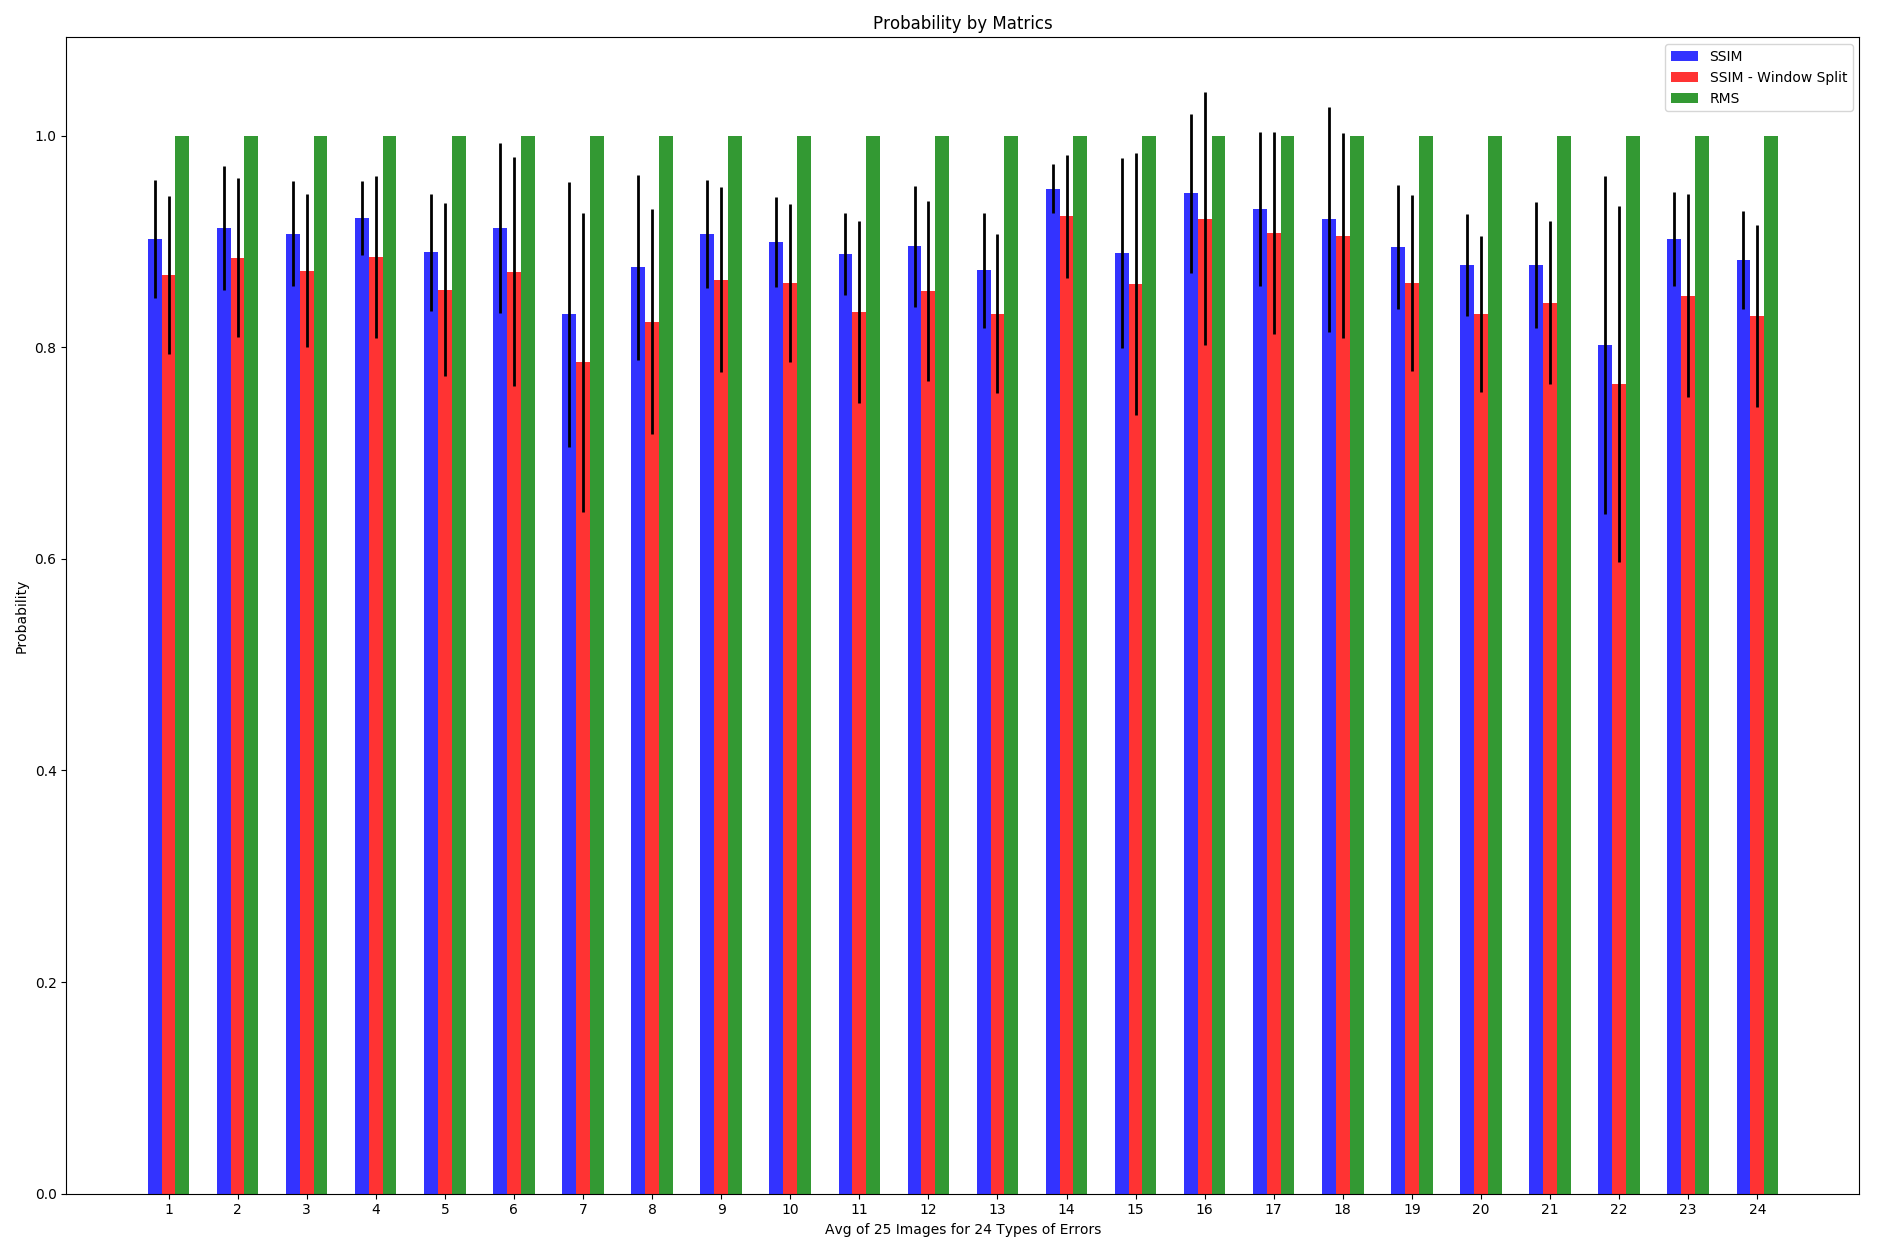 Probability by Matrics
SSIM
SSIM - Window Split
RMS
1.0
0.8
0.6
0.4
0.2
0.0
Probability
1 2 3 4 5 6 7 8 9 10 11 12 13 14 15 16 17 18 19 20 21 22 23 24
Avg of 25 Images for 24 Types of Errors